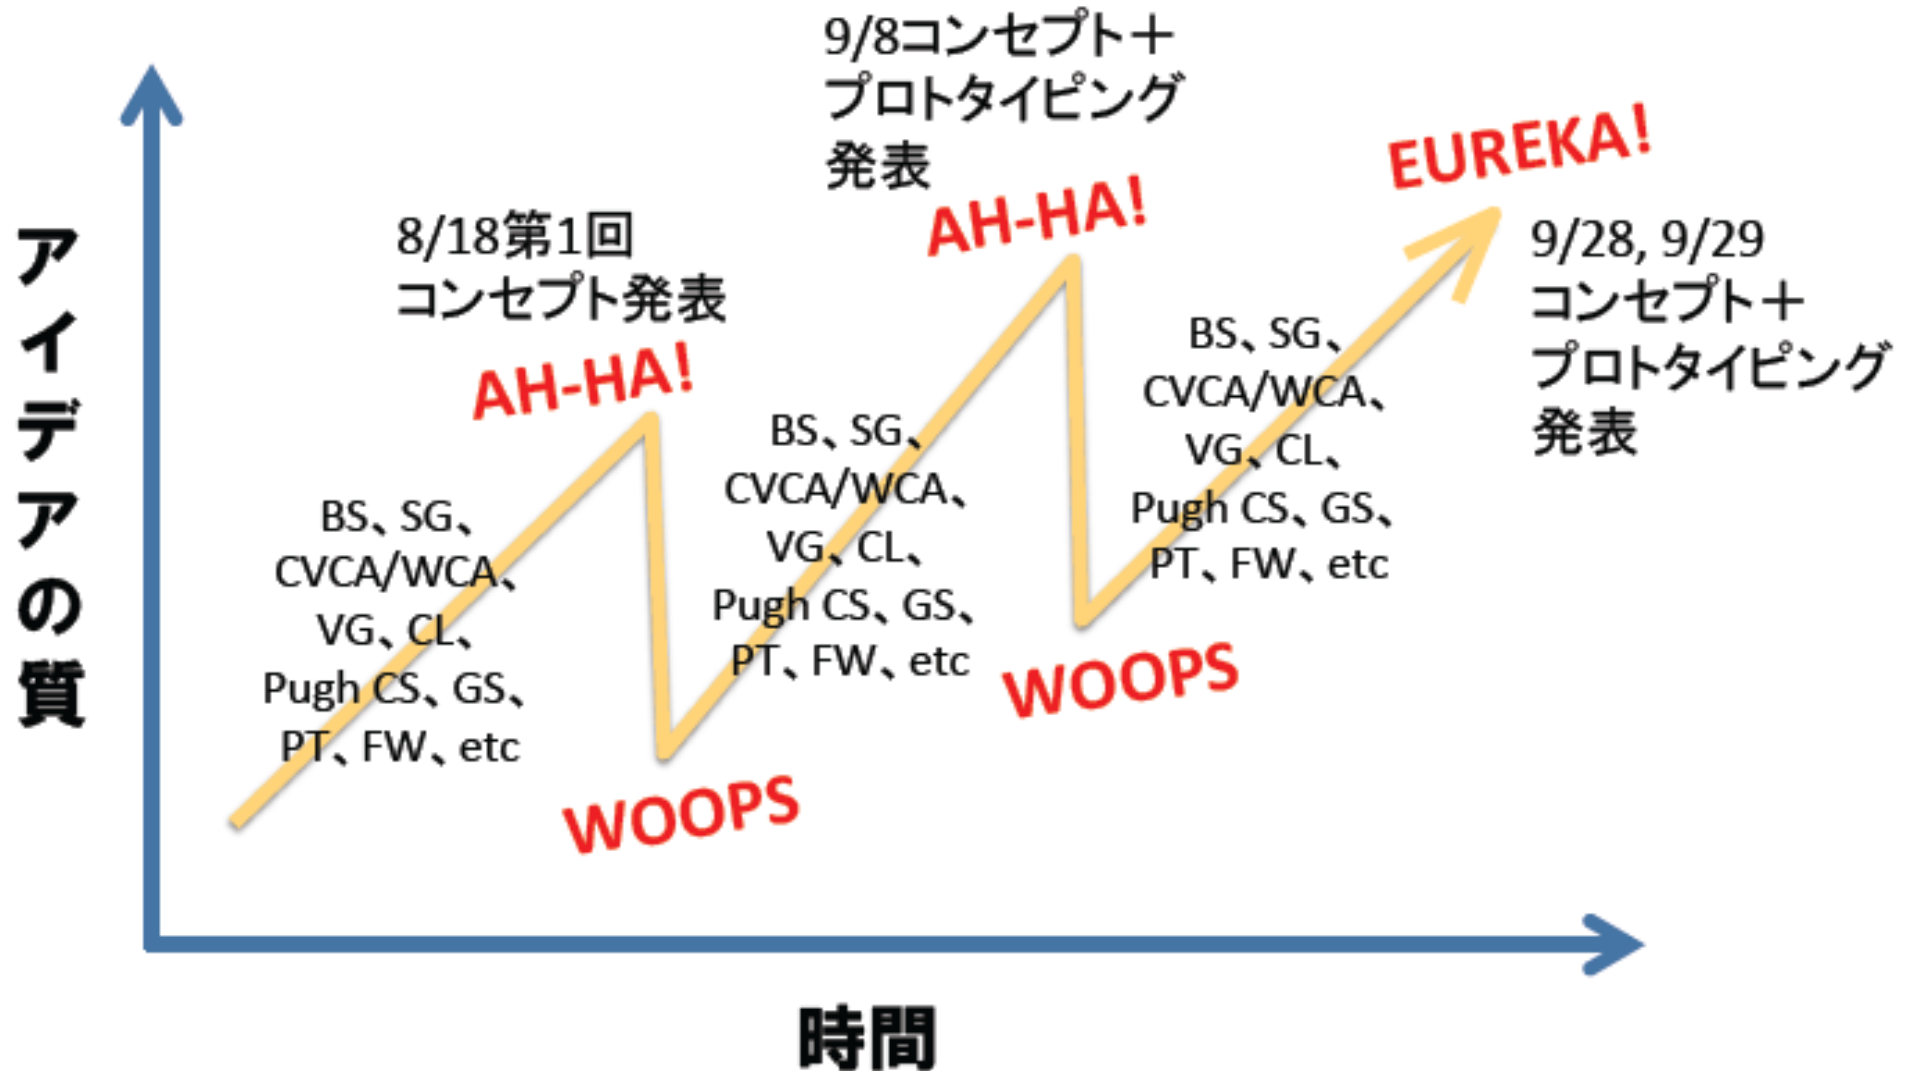 アイデアの質
8/18第1回
コンセプト発表
AH-HA!
BS、SG、
CVCA/WCA、
VG、CL、
Pugh CS、GS、
PT、FW、etc
WOOPS
9/8コンセプト＋
プロトタイピング
発表
AH-HA!
BS、SG、
CVCA/WCA、
VG、CL、
Pugh CS、GS、
PT、FW、etc
WOOPS
EUREKA!
9/28, 9/29
コンセプト＋
プロトタイピング
発表
BS、SG、
CVCA/WCA、
VG、CL、
Pugh CS、GS、
PT、FW、etc
時間